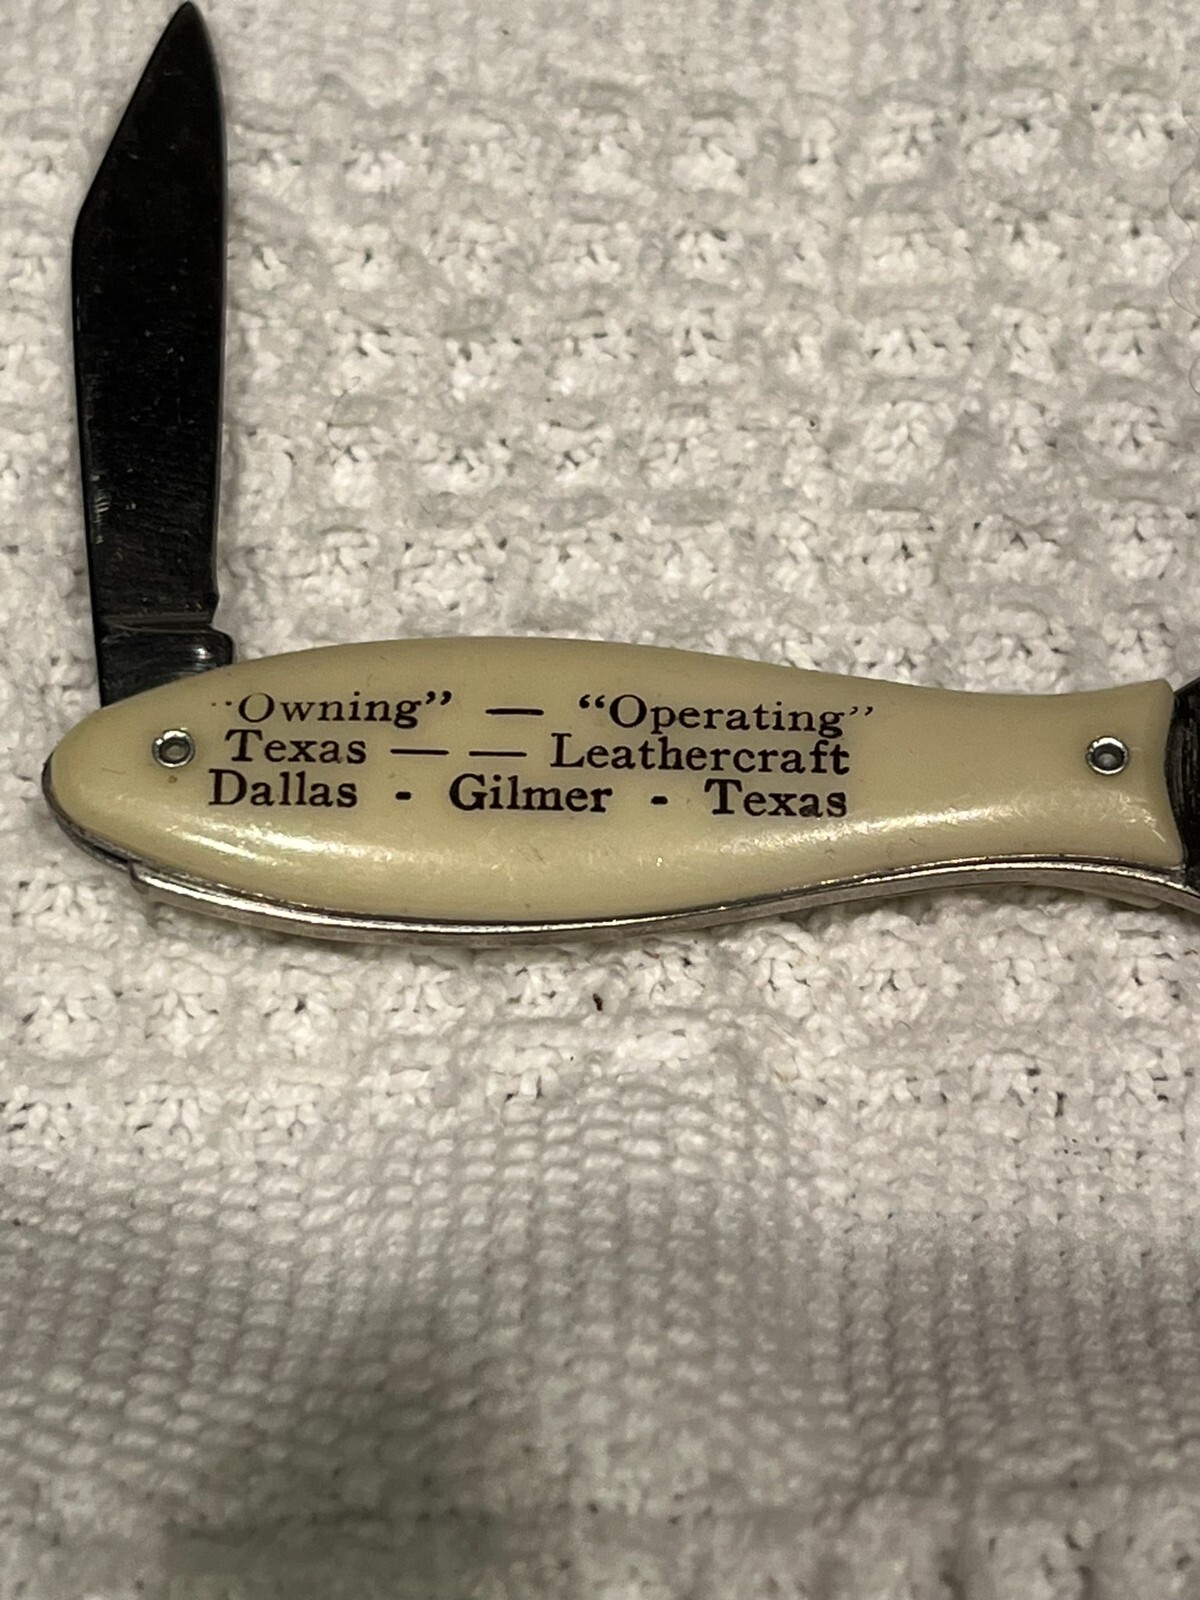 "Owning" — "Operating"
Texas — — Leathercraft
Dallas - Gilmer - Texas